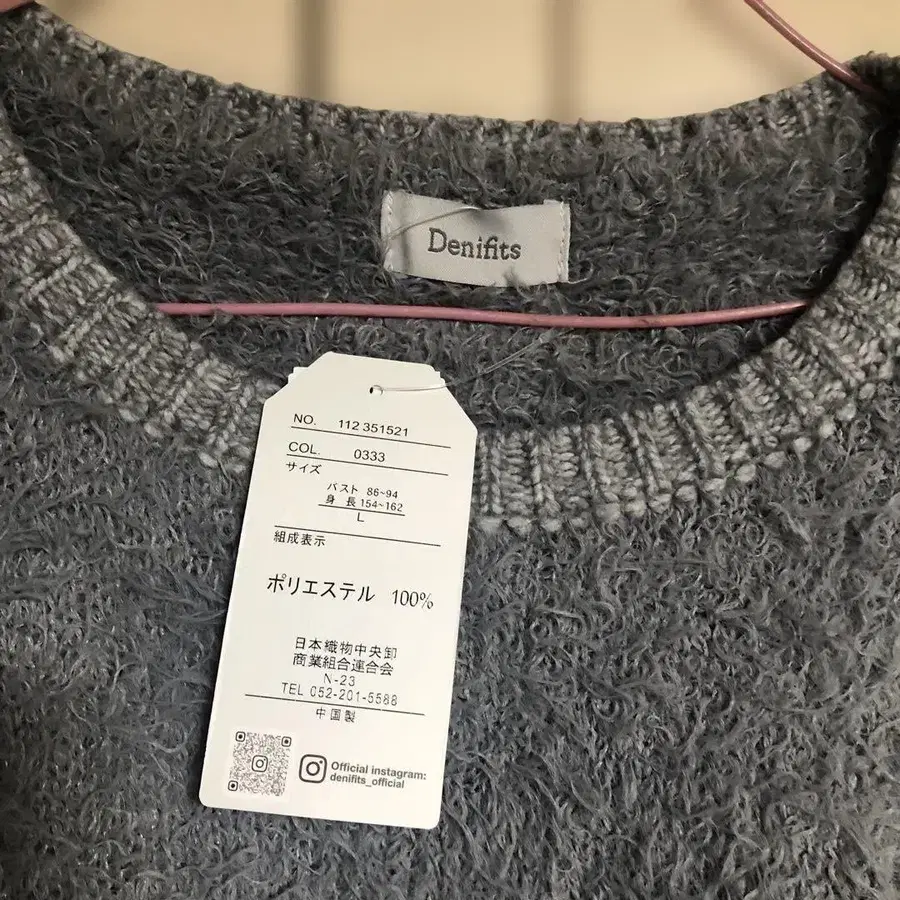 Denifits
NO. 112 351521
COL. 0333
サイズ
バスト 86~94
身長 154~162
L
組成表示
ポリエステル 100%
日本織物中央卸
商業組合連合会
N-23
TEL 052-201-5588
中国製
Official instagram:
denifits_official